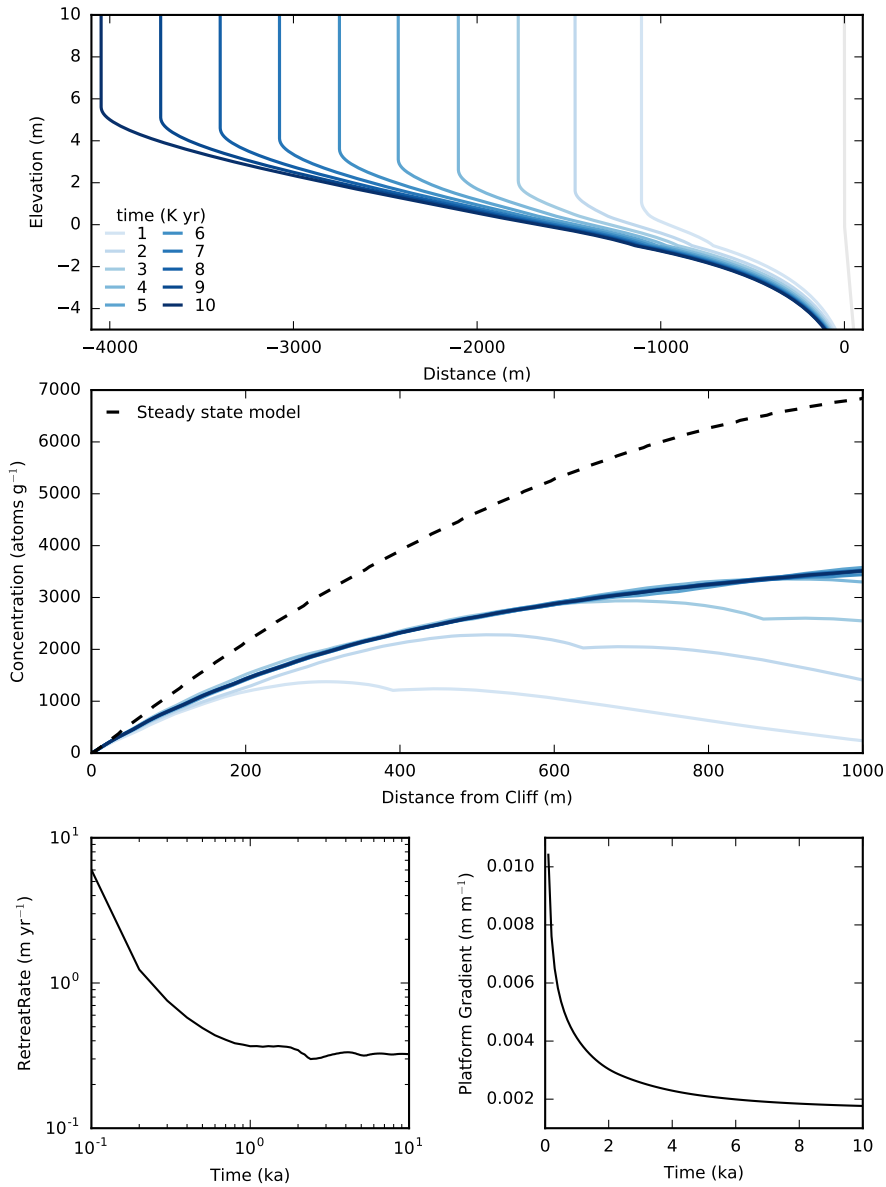 10
8
6
4
2
0
−2
−4
Elevation (m)
time (K yr)
1 6
2 7
3 8
4 9
5 10
−4000 −3000 −2000 −1000 0
Distance (m)
7000
6000
5000
4000
3000
2000
1000
0
Concentration (atoms g⁻¹)
Steady state model
0 200 400 600 800 1000
Distance from Cliff (m)
10¹
10⁰
10⁻¹
RetreatRate (m yr⁻¹)
10⁻¹ 10⁰ 10¹
Time (ka)
0.010
0.008
0.006
0.004
0.002
Platform Gradient (m m⁻¹)
0 2 4 6 8 10
Time (ka)